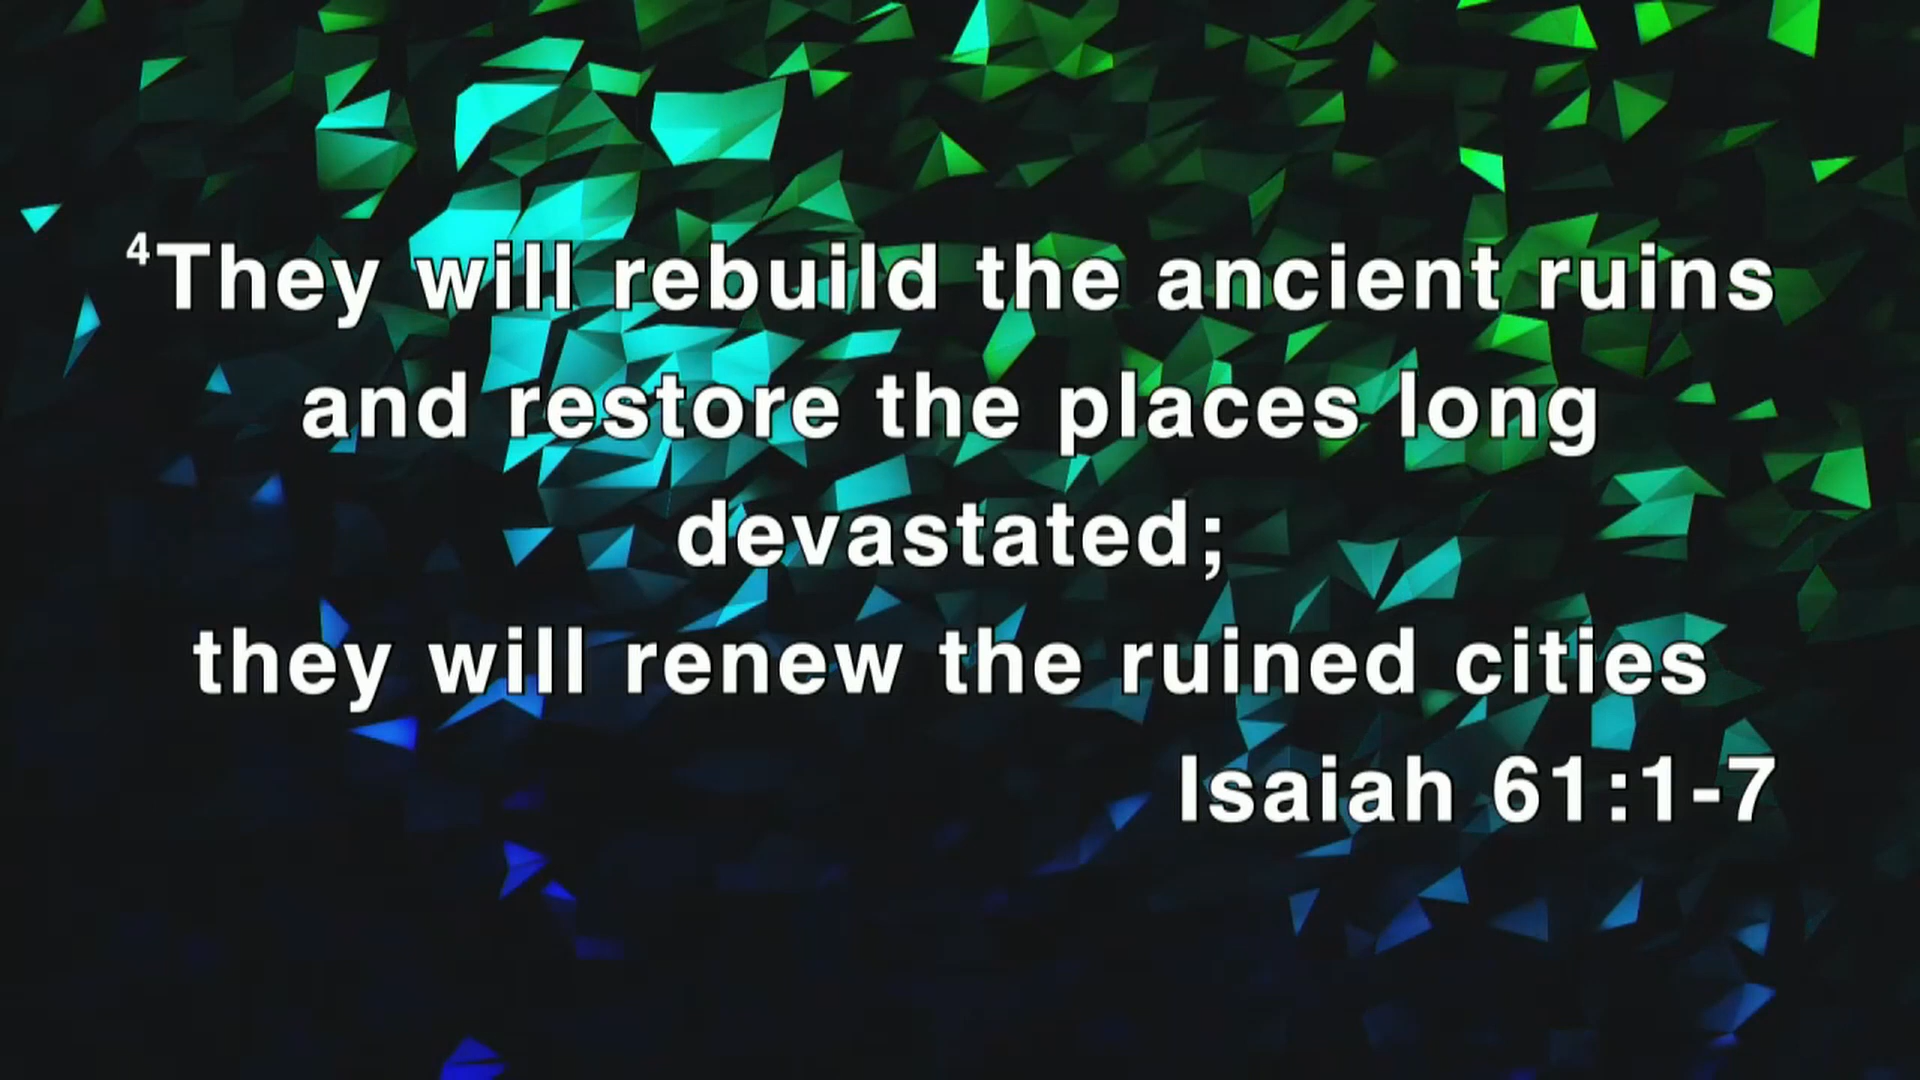 ⁴They will rebuild the ancient ruins
and restore the places long
devastated;
they will renew the ruined cities
Isaiah 61:1-7